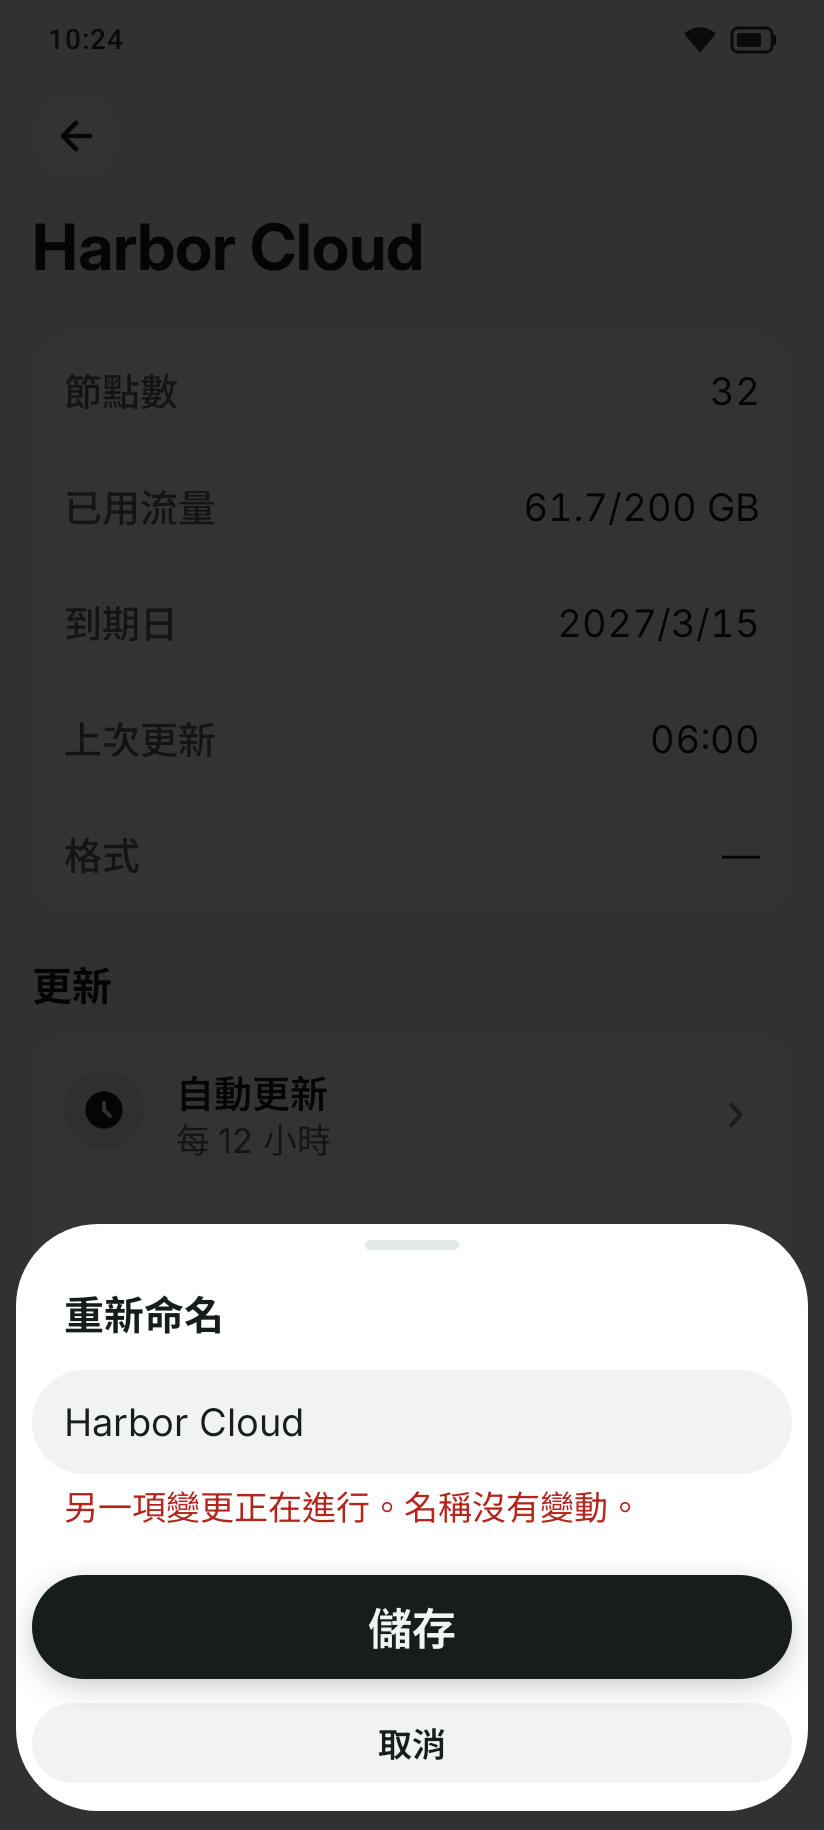 10:24
Harbor Cloud
節點數 32
已用流量 61.7/200 GB
到期日 2027/3/15
上次更新 06:00
格式 —
更新
自動更新
每 12 小時
重新命名
Harbor Cloud
另一項變更正在進行。名稱沒有變動。
儲存
取消